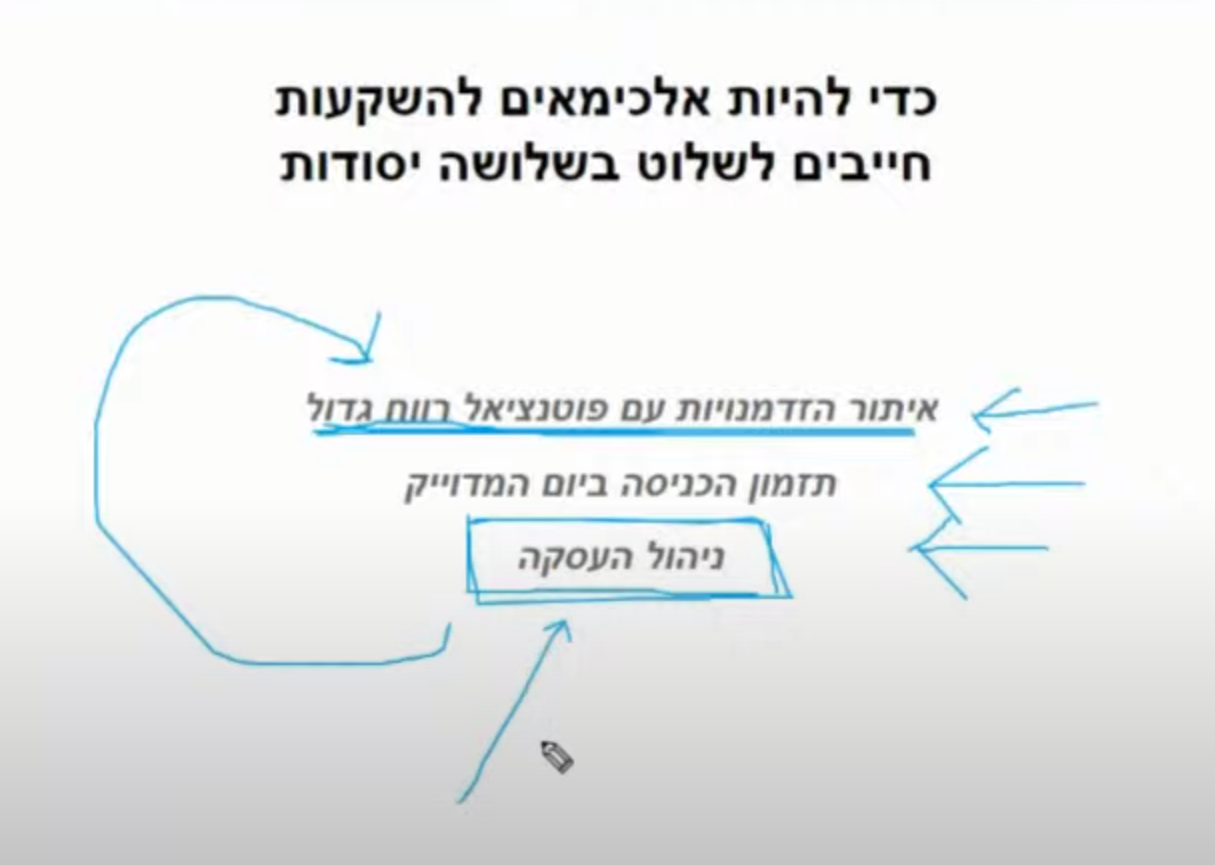 כדי להיות אלכימאים להשקעות
חייבים לשלוט בשלושה יסודות
איתור הזדמנויות עם פוטנציאל רווח גדול
תזמון הכניסה ביום המדוייק
ניהול העסקה